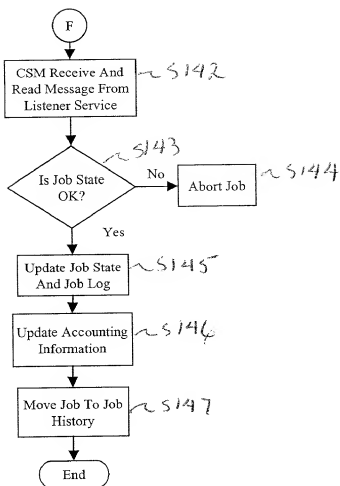 F
CSM Receive And
Read Message From
Listener Service
S142
S143
Is Job State
OK?
No
Abort Job
S144
Yes
Update Job State
And Job Log
S145
Update Accounting
Information
S146
Move Job To Job
History
S147
End